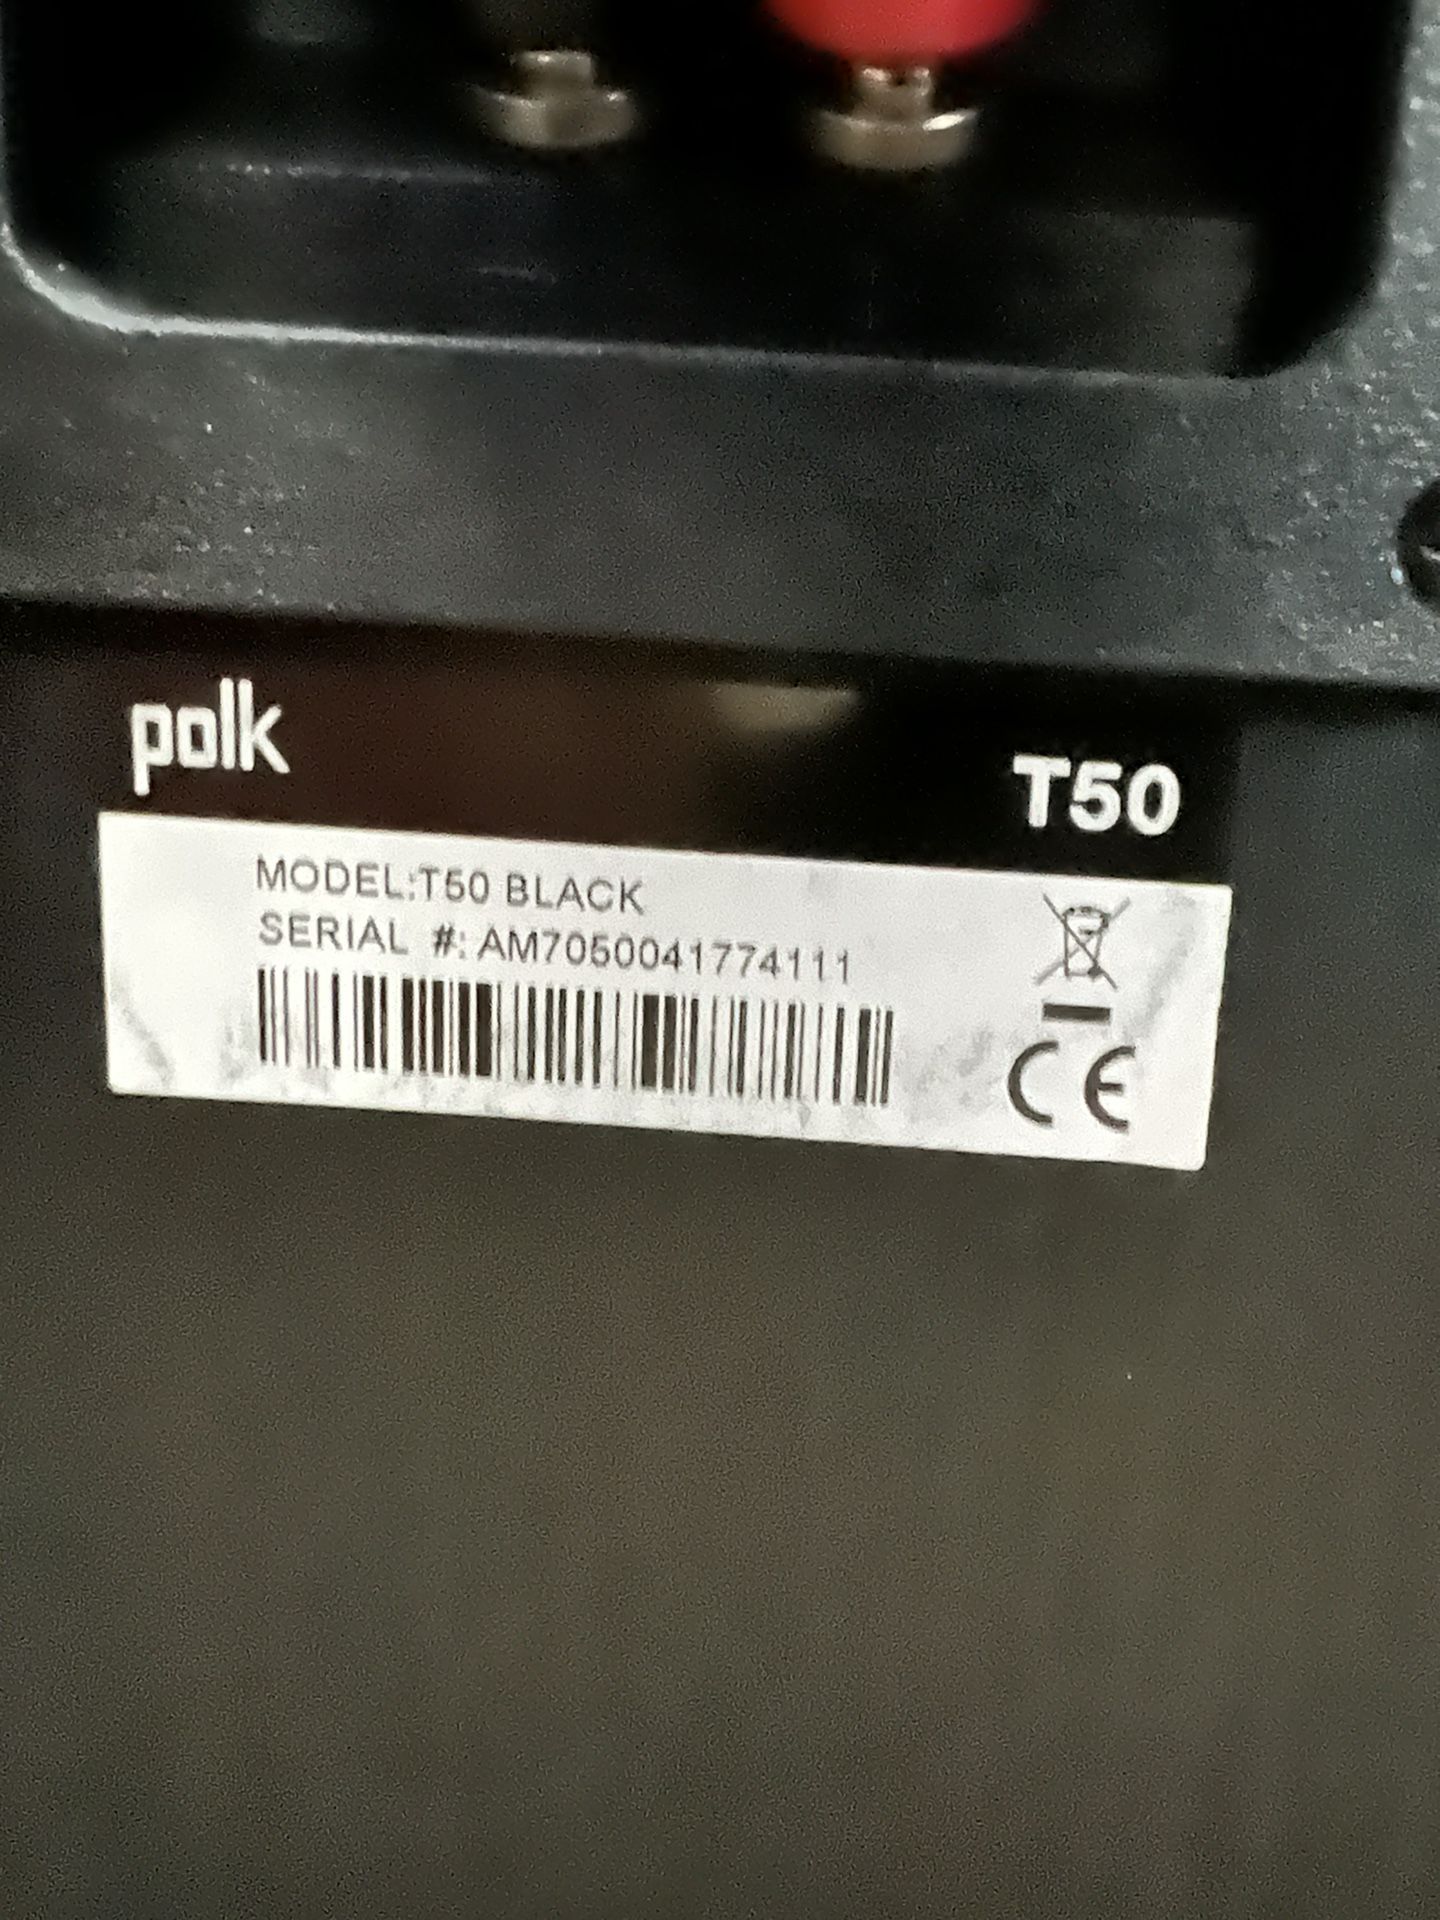 polk
T50
MODEL:T50 BLACK
SERIAL #: AM7050041774111
CE